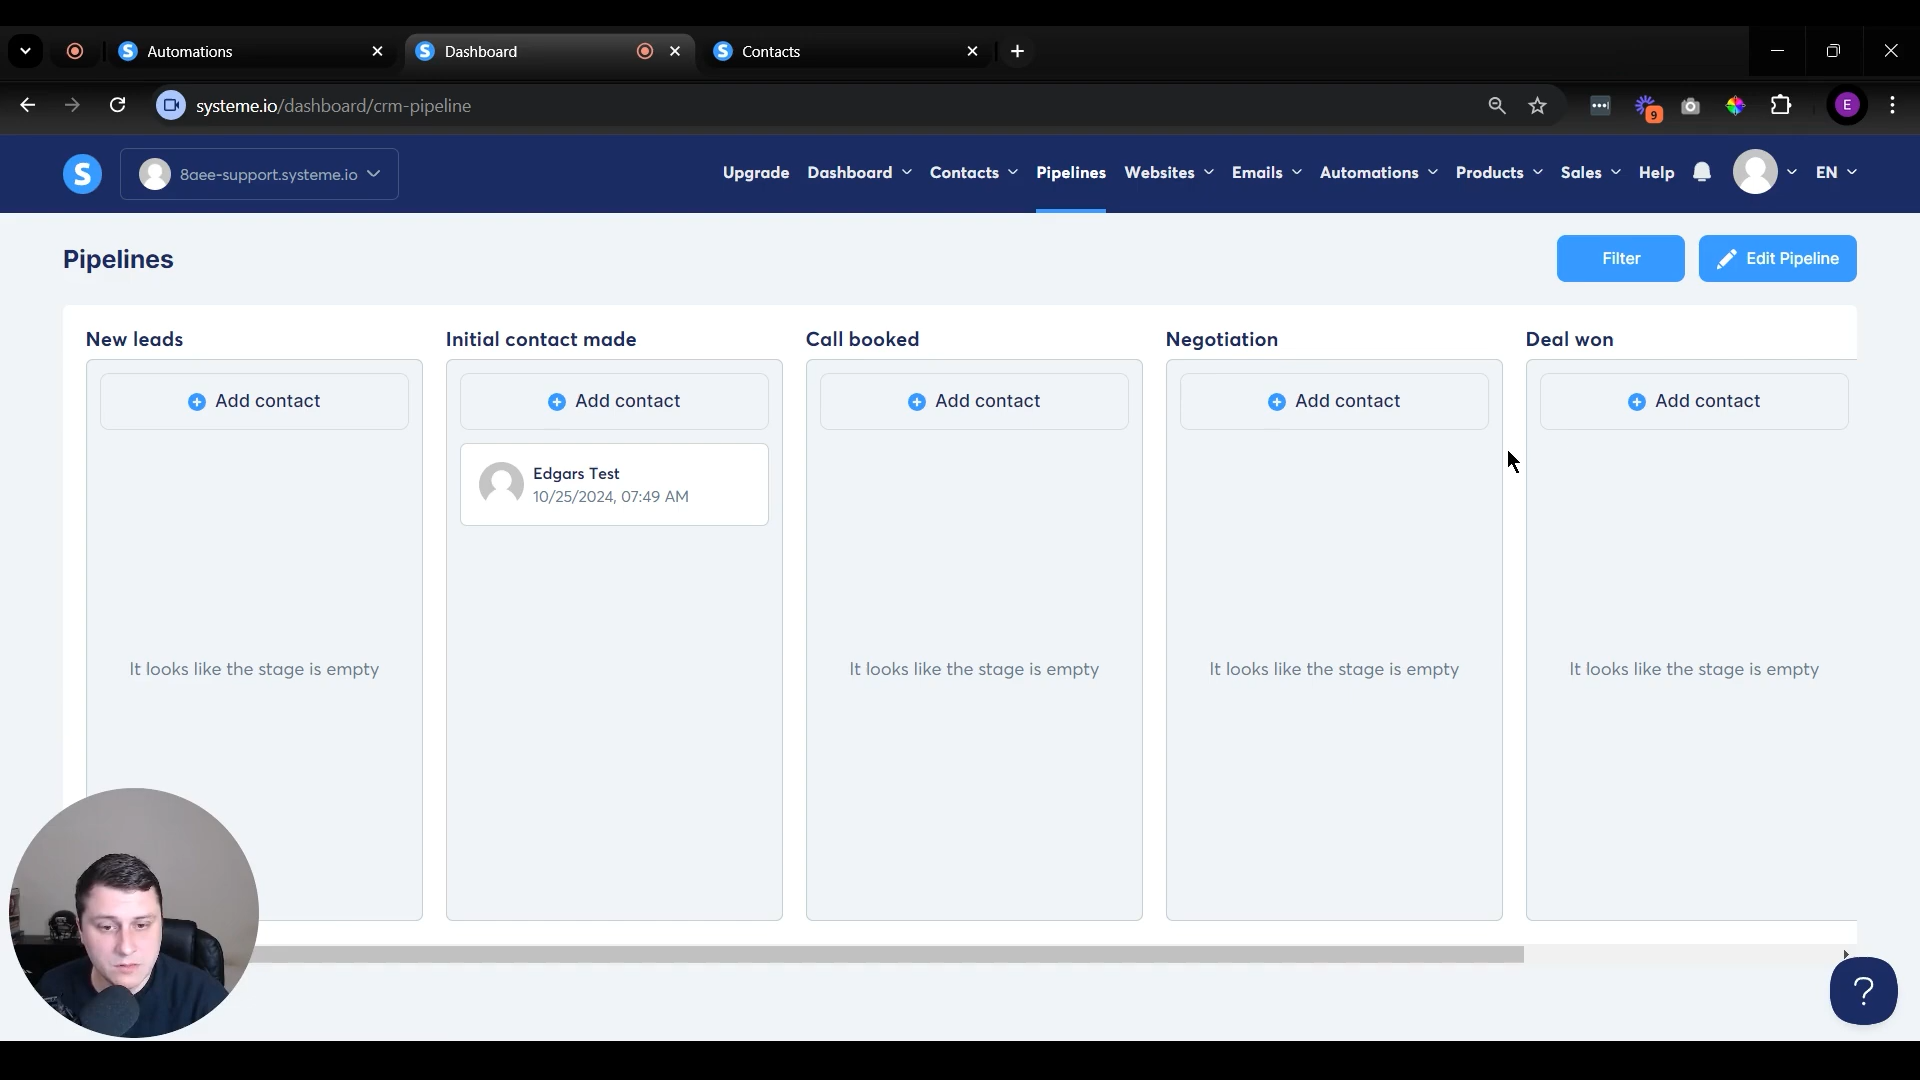 Automations
Dashboard
Contacts
systeme.io/dashboard/crm-pipeline
9
E
S
8aee-support.systeme.io
Upgrade Dashboard Contacts Pipelines Websites Emails Automations Products Sales Help EN
Pipelines
Filter
Edit Pipeline
New leads
Initial contact made
Call booked
Negotiation
Deal won
Add contact
Add contact
Add contact
Add contact
Add contact
Edgars Test
10/25/2024, 07:49 AM
It looks like the stage is empty
It looks like the stage is empty
It looks like the stage is empty
It looks like the stage is empty
?